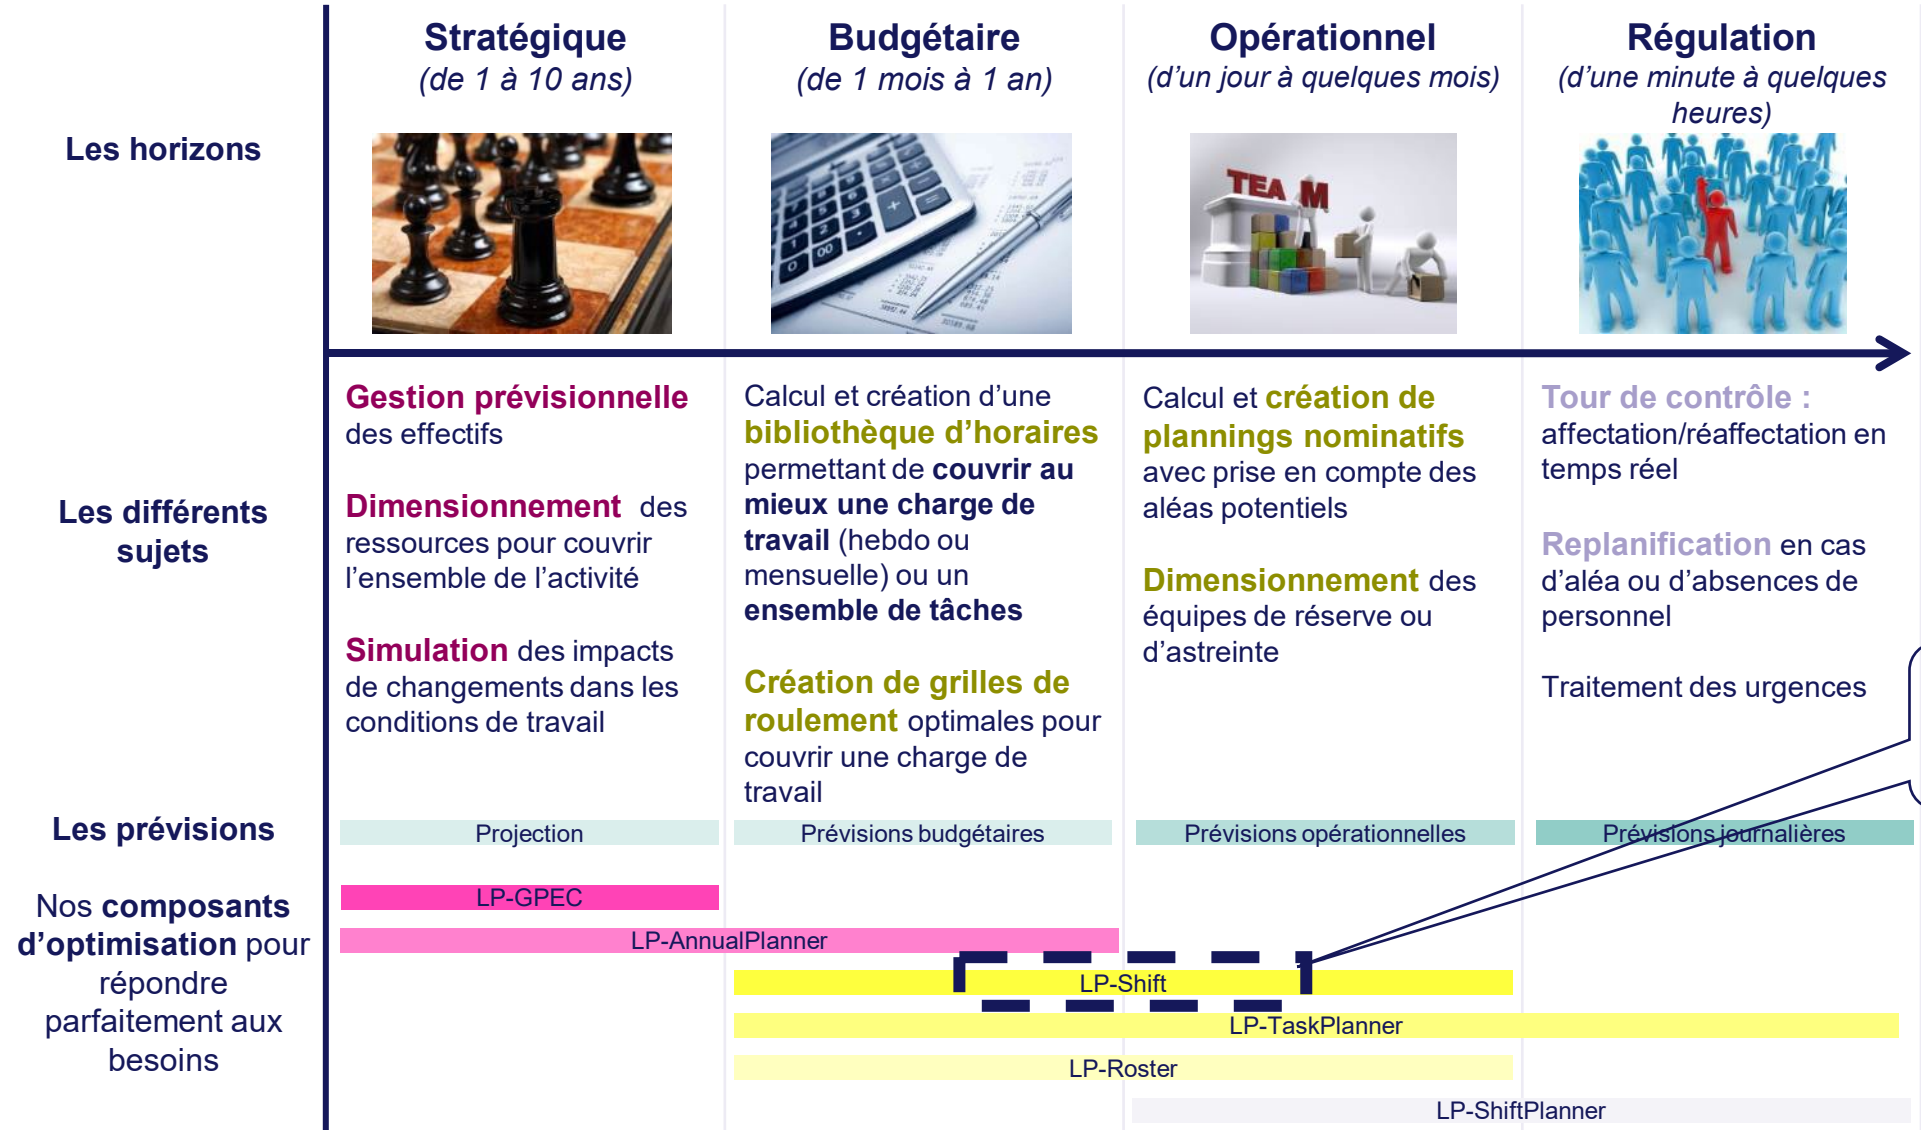 Stratégique
(de 1 à 10 ans)
Budgétaire
(de 1 mois à 1 an)
Opérationnel
(d'un jour à quelques mois)
Régulation
(d'une minute à quelques
heures)
Les horizons
TEA M
Les différents
sujets
Gestion prévisionnelle
des effectifs
Dimensionnement des
ressources pour couvrir
l'ensemble de l'activité
Simulation des impacts
de changements dans les
conditions de travail
Calcul et création d'une
bibliothèque d'horaires
permettant de couvrir au
mieux une charge de
travail (hebdo ou
mensuelle) ou un
ensemble de tâches
Création de grilles de
roulement optimales pour
couvrir une charge de
travail
Calcul et création de
plannings nominatifs
avec prise en compte des
aléas potentiels
Dimensionnement des
équipes de réserve ou
d'astreinte
Tour de contrôle :
affectation/réaffectation en
temps réel
Replanification en cas
d'aléa ou d'absences de
personnel
Traitement des urgences
Les prévisions
Projection
Prévisions budgétaires
Prévisions opérationnelles
Prévisions journalières
Nos composants
d'optimisation pour
répondre
parfaitement aux
besoins
LP-GPEC
LP-AnnualPlanner
LP-Shift
LP-TaskPlanner
LP-Roster
LP-ShiftPlanner